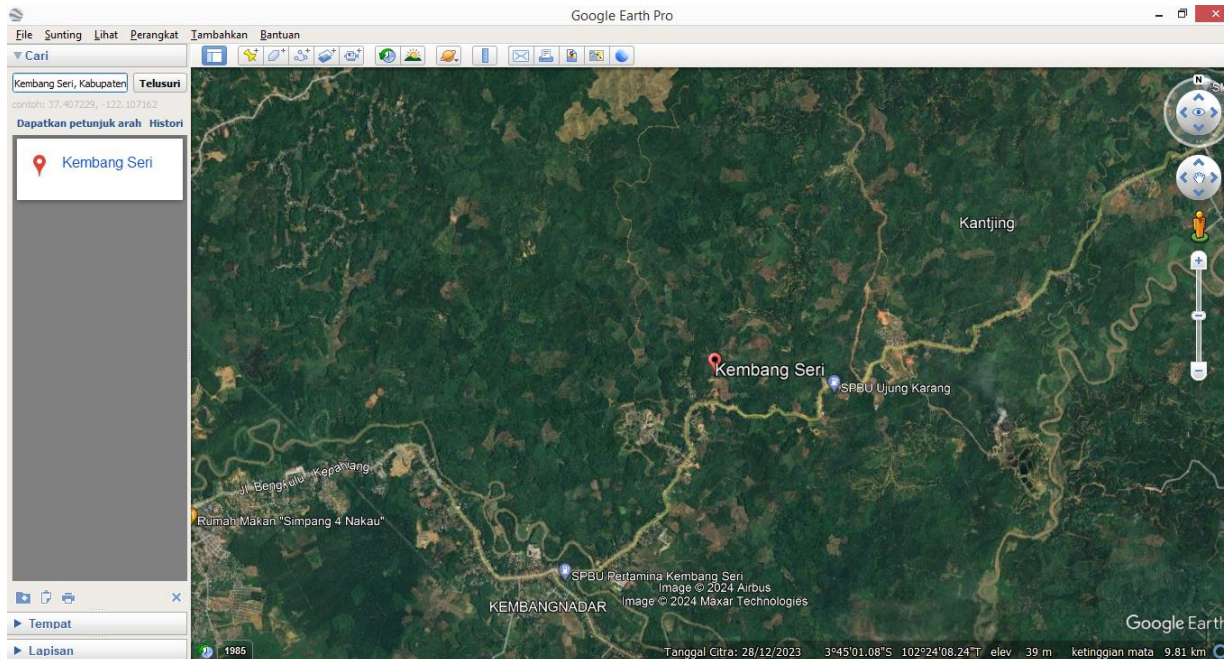 Google Earth Pro
File Sunting Lihat Perangkat Tambahkan Bantuan
Cari
Kembang Seri, Kabupaten
Telusuri
contoh: 37.407229, -122.107162
Dapatkan petunjuk arah Histori
Kembang Seri
Tempat
Lapisan
N
Kantjing
Kembang Seri
SPBU Ujung Karang
Jl. Bengkulu - Kepahyang
Rumah Makan "Simpang 4 Nakau"
SPBU Pertamina Kembang Seri
Image © 2024 Airbus
KEMBANGNADAR
Image © 2024 Maxar Technologies
Google Earth
1985
Tanggal Citra: 28/12/2023 3°45'01.08"S 102°24'08.24"T elev 39 m ketinggian mata 9.81 km